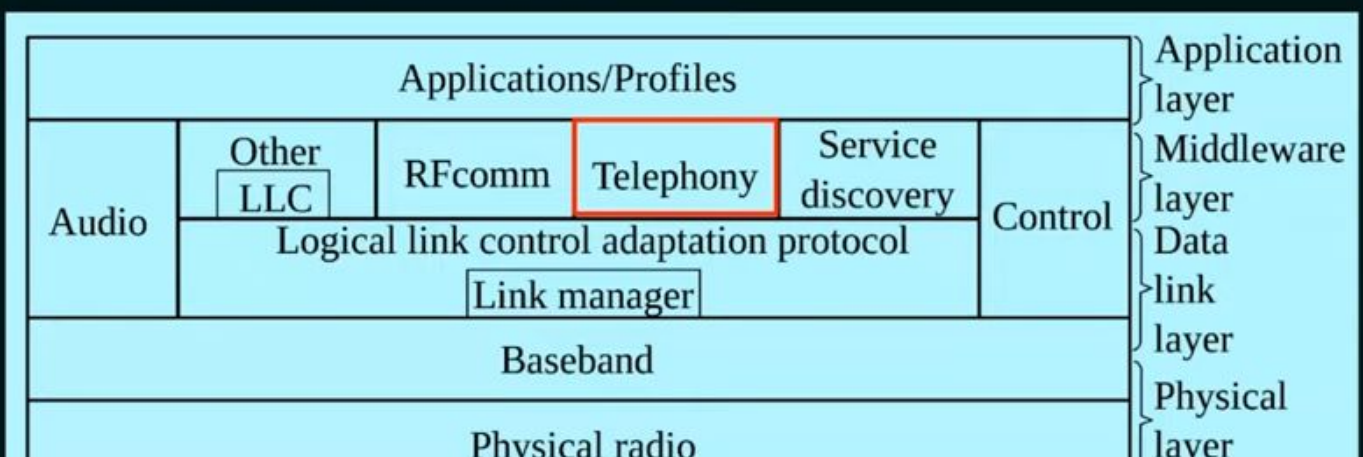 Applications/Profiles
Application
layer
Audio
Other
LLC
RFcomm
Telephony
Service
discovery
Control
Middleware
layer
Logical link control adaptation protocol
Link manager
Data
link
layer
Baseband
Physical radio
Physical
layer